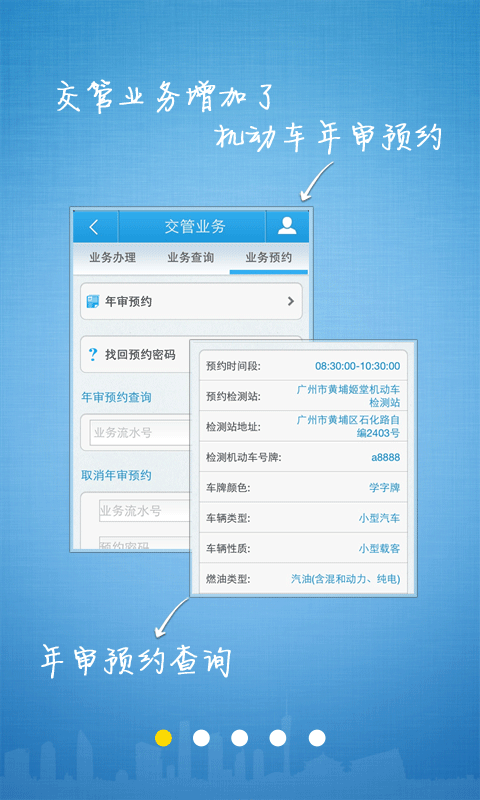 交管业务增加了
机动车年审预约
交管业务
业务办理 业务查询 业务预约
年审预约
? 找回预约密码
年审预约查询
业务流水号
取消年审预约
业务流水号
预约密码
预约时间段: 08:30:00-10:30:00
预约检测站: 广州市黄埔姬堂机动车
检测站
检测站地址: 广州市黄埔区石化路自
编2403号
检测机动车号牌: a8888
车牌颜色: 学字牌
车辆类型: 小型汽车
车辆性质: 小型载客
燃油类型: 汽油(含混和动力、纯电)
年审预约查询